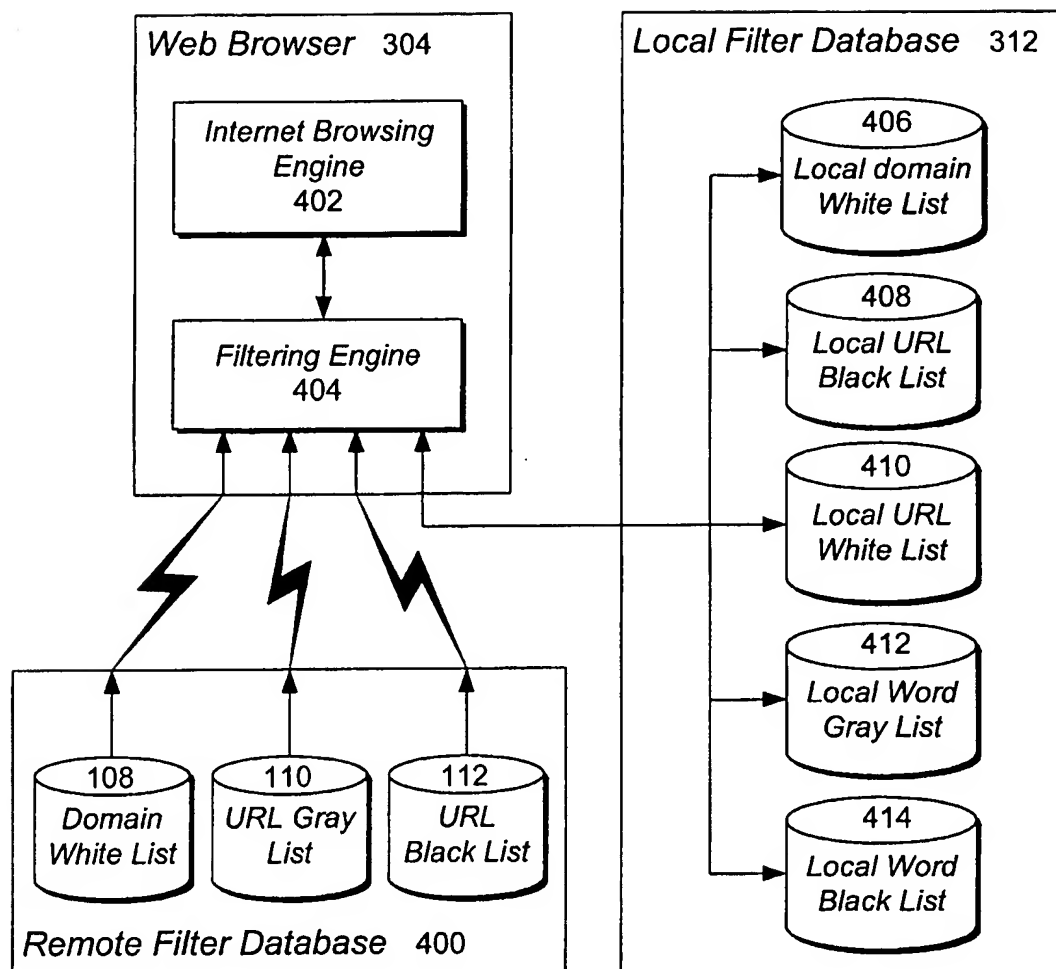 Web Browser 304
Internet Browsing
Engine
402
Filtering Engine
404
Local Filter Database 312
406
Local domain
White List
408
Local URL
Black List
410
Local URL
White List
412
Local Word
Gray List
414
Local Word
Black List
108
Domain
White List
110
URL Gray
List
112
URL
Black List
Remote Filter Database 400